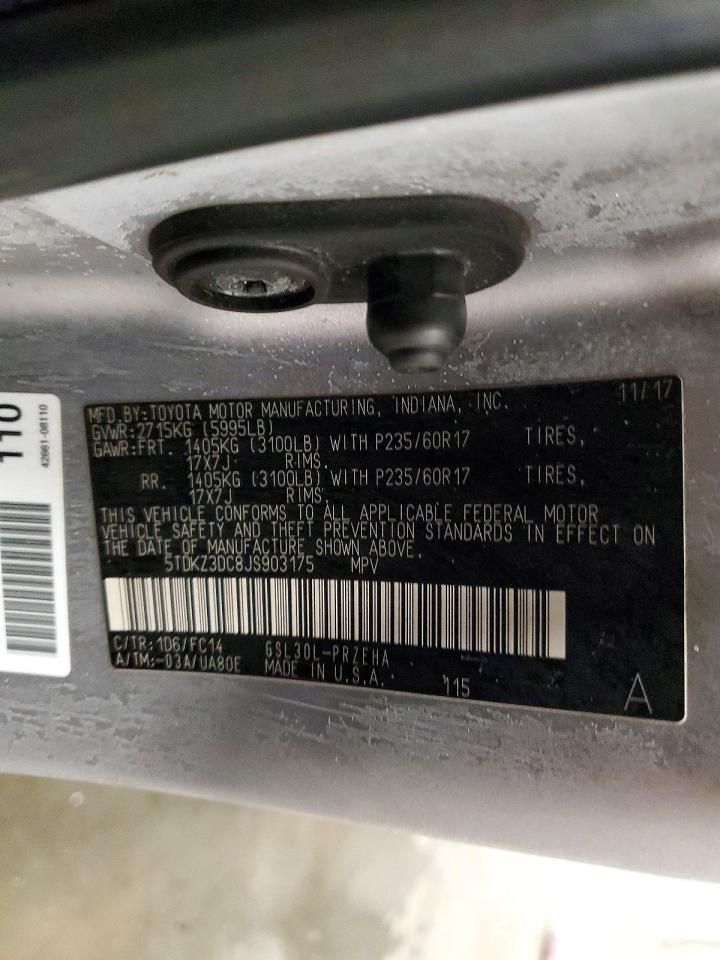 110
42661-08110
MFD.BY:TOYOTA MOTOR MANUFACTURING, INDIANA, INC. 11/17
GVWR:2715KG (5995LB)
GAWR:FRT. 1405KG (3100LB) WITH P235/60R17 TIRES,
17X7J RIMS.
RR. 1405KG (3100LB) WITH P235/60R17 TIRES,
17X7J RIMS.
THIS VEHICLE CONFORMS TO ALL APPLICABLE FEDERAL MOTOR
VEHICLE SAFETY AND THEFT PREVENTION STANDARDS IN EFFECT ON
THE DATE OF MANUFACTURE SHOWN ABOVE.
5TDKZ3DC8JS903175 MPV
C/TR:1D6/FC14 GSL30L-PRZEHA
A/TM:-03A/UA80E MADE IN U.S.A. 115 A